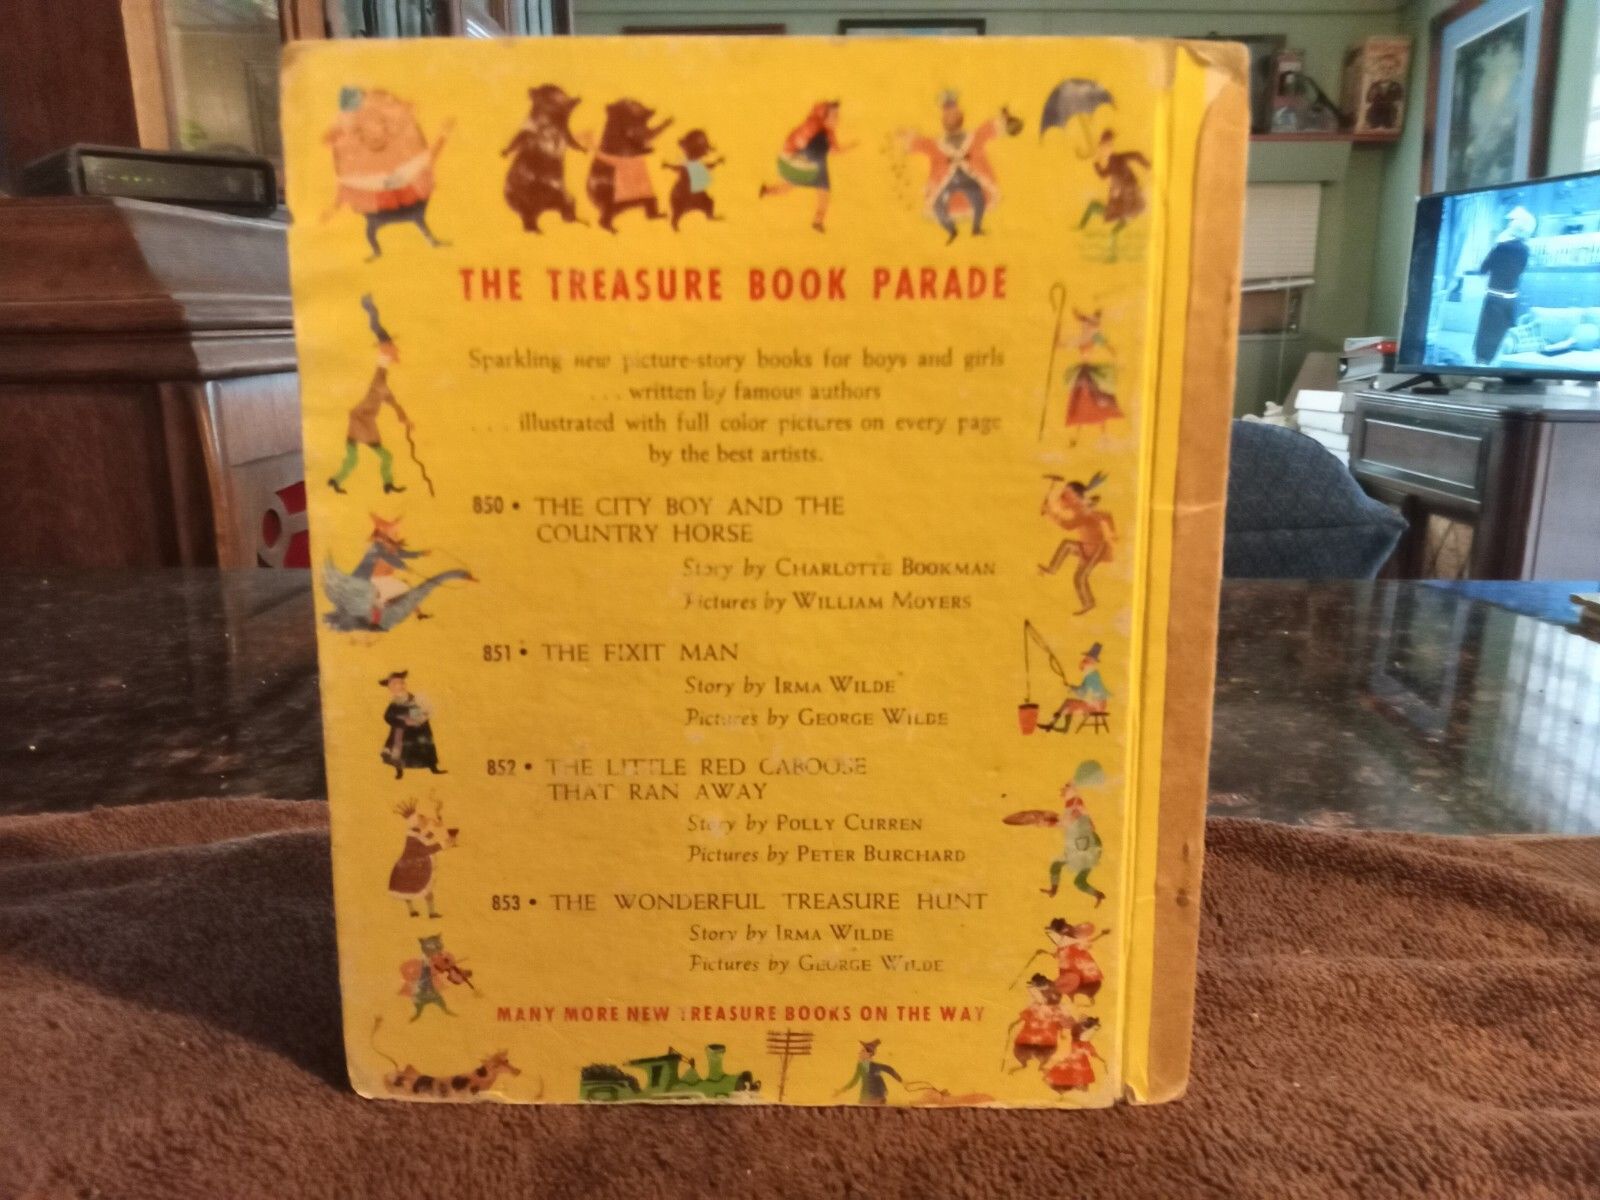 THE TREASURE BOOK PARADE
Sparkling new picture-story books for boys and girls
... written by famous authors
... illustrated with full color pictures on every page
by the best artists.
850 • THE CITY BOY AND THE
COUNTRY HORSE
Story by CHARLOTTE BOOKMAN
Pictures by WILLIAM MOYERS
851 • THE FIXIT MAN
Story by IRMA WILDE
Pictures by GEORGE WILDE
852 • THE LITTLE RED CABOOSE
THAT RAN AWAY
Story by POLLY CURREN
Pictures by PETER BURCHARD
853 • THE WONDERFUL TREASURE HUNT
Story by IRMA WILDE
Pictures by GEORGE WILDE
MANY MORE NEW TREASURE BOOKS ON THE WAY